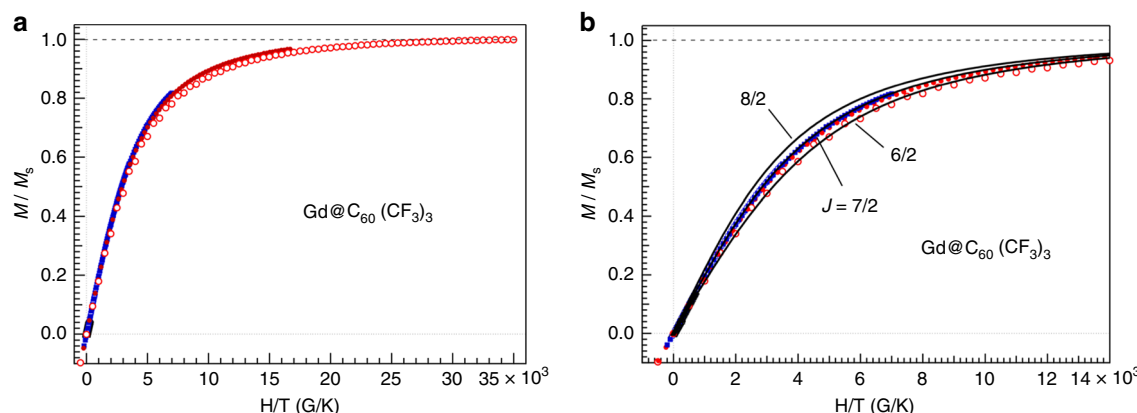 a
1.0
0.8
0.6
0.4
0.2
0.0
M / Ms
Gd@C60 (CF3)3
0 5 10 15 20 25 30 35 × 10³
H/T (G/K)
b
1.0
0.8
0.6
0.4
0.2
0.0
M / Ms
8/2
6/2
J = 7/2
Gd@C60 (CF3)3
0 2 4 6 8 10 12 14 × 10³
H/T (G/K)